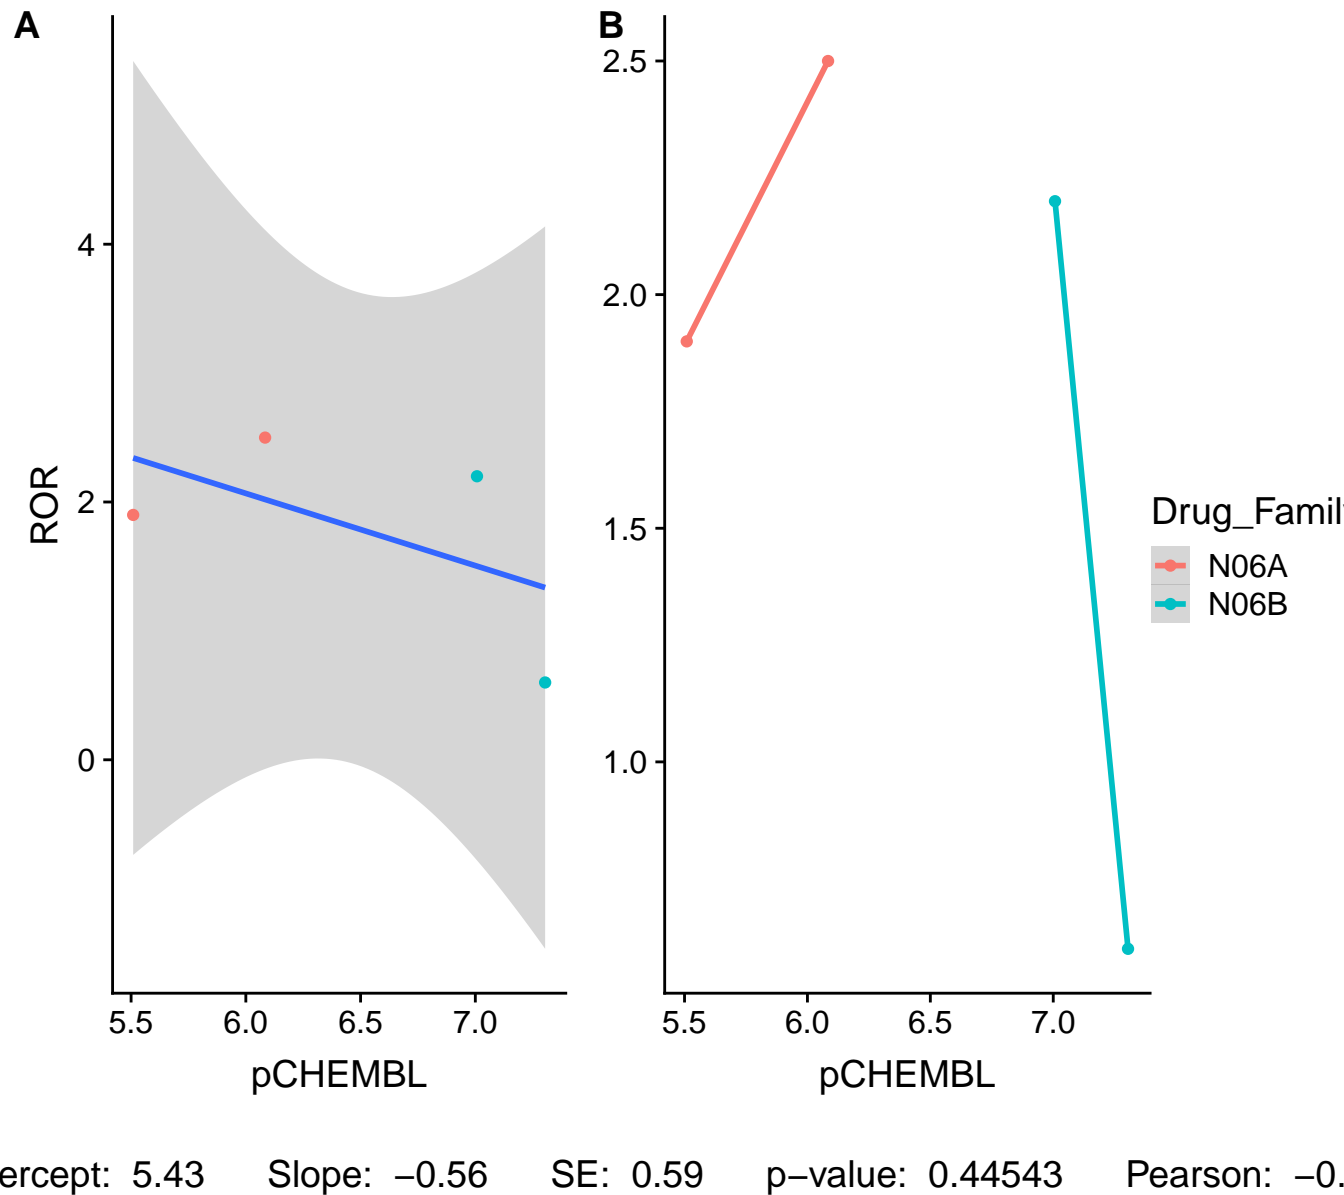 A
B
4
2
0
ROR
5.5 6.0 6.5 7.0
pCHEMBL
2.5
2.0
1.5
1.0
5.5 6.0 6.5 7.0
pCHEMBL
Drug_Famil
N06A
N06B
ercept: 5.43 Slope: −0.56 SE: 0.59 p−value: 0.44543 Pearson: −0.